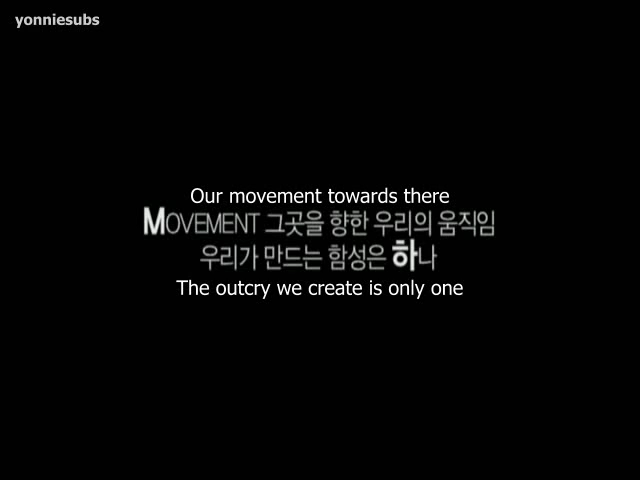 yonniesubs
Our movement towards there
MOVEMENT 그곳을 향한 우리의 움직임
우리가 만드는 함성은 하나
The outcry we create is only one